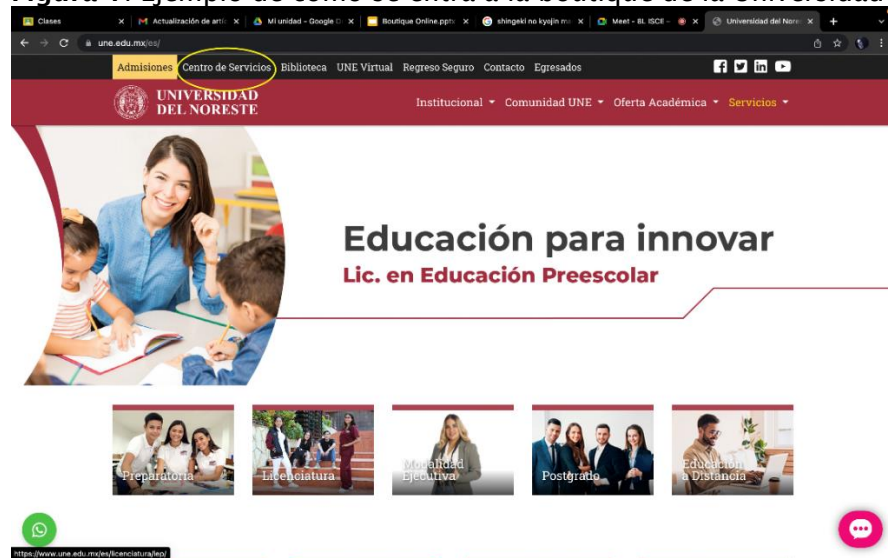 Clases
Actualización de artíc
Mi unidad - Google D
Boutique Online.pptx
shingeki no kyojin ma
Meet - BL ISCE -
Universidad del Nores
une.edu.mx/es/
Admisiones Centro de Servicios Biblioteca UNE Virtual Regreso Seguro Contacto Egresados
UNIVERSIDAD
DEL NORESTE
Institucional Comunidad UNE Oferta Académica Servicios
Educación para innovar
Lic. en Educación Preescolar
Preparatoria
Licenciatura
Modalidad
Ejecutiva
Postgrado
Educación
a Distancia
https://www.une.edu.mx/es/licenciatura/lep/